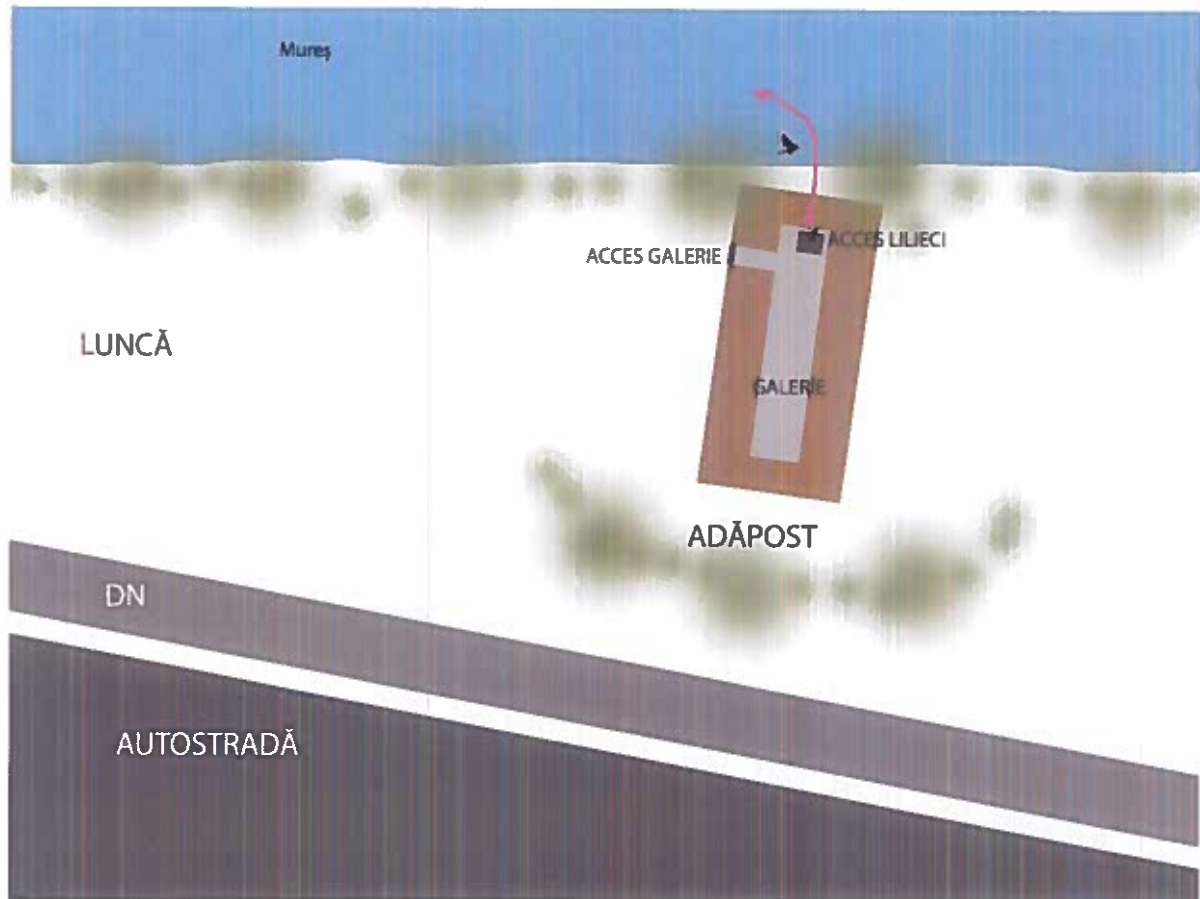 Mureș
ACCES LILIECI
ACCES GALERIE
LUNCĂ
GALERIE
ADĂPOST
DN
AUTOSTRADĂ